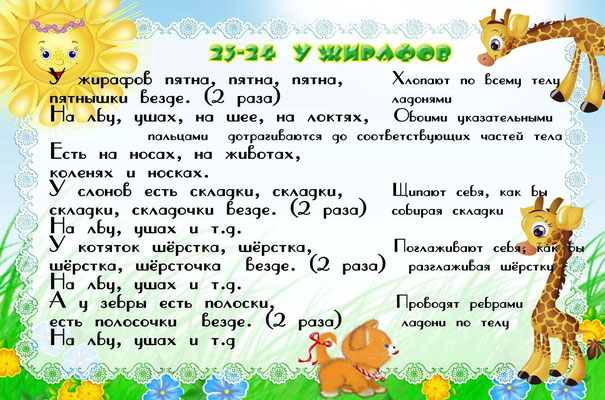 23-24 У ЖИРАФОВ
У жирафов пятна, пятна, пятна, Хлопают по всему телу
пятнышки везде. (2 раза) ладонями
На лбу, ушах, на шее, на локтях, Обоими указательными
пальцами дотрагиваются до соответствующих частей тела
Есть на носах, на животах,
коленях и носках.
У слонов есть складки, складки, Щипают себя, как бы
складки, складочки везде. (2 раза) собирая складки
На лбу, ушах и т.д.
У котяток шёрстка, шёрстка, Поглаживают себя, как бы
шёрстка, шёрсточка везде. (2 раза) разглаживая шёрстку
На лбу, ушах и т.д.
А у зебры есть полоски, Проводят ребрами
есть полосочки везде. (2 раза) ладони по телу
На лбу, ушах и т.д